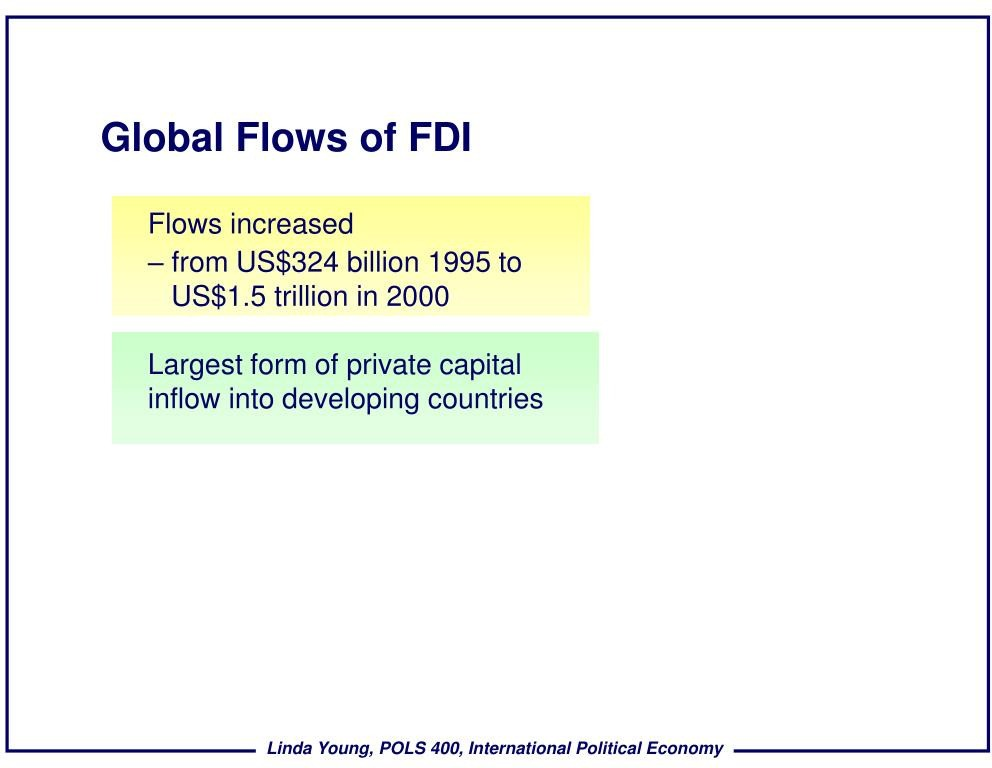 Global Flows of FDI
Flows increased
– from US$324 billion 1995 to
US$1.5 trillion in 2000
Largest form of private capital
inflow into developing countries
Linda Young, POLS 400, International Political Economy